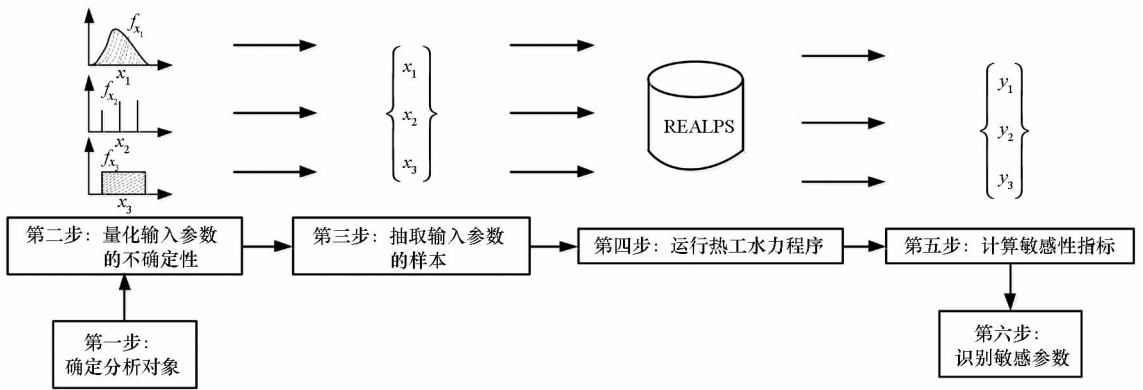 f_{x_1}
x_1
f_{x_2}
x_2
f_{x_3}
x_3
x_1
x_2
x_3
REALPS
y_1
y_2
y_3
第二步：量化输入参数
的不确定性
第三步：抽取输入参数
的样本
第四步：运行热工水力程序
第五步：计算敏感性指标
第一步：
确定分析对象
第六步：
识别敏感参数